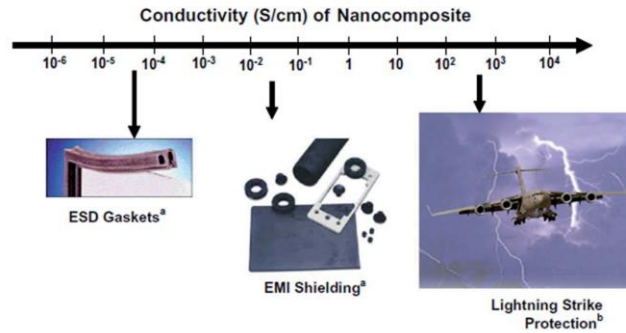 Conductivity (S/cm) of Nanocomposite
10⁻⁶ 10⁻⁵ 10⁻⁴ 10⁻³ 10⁻² 10⁻¹ 1 10 10² 10³ 10⁴
ESD Gasketsᵃ
EMI Shieldingᵃ
Lightning Strike
Protectionᵇ